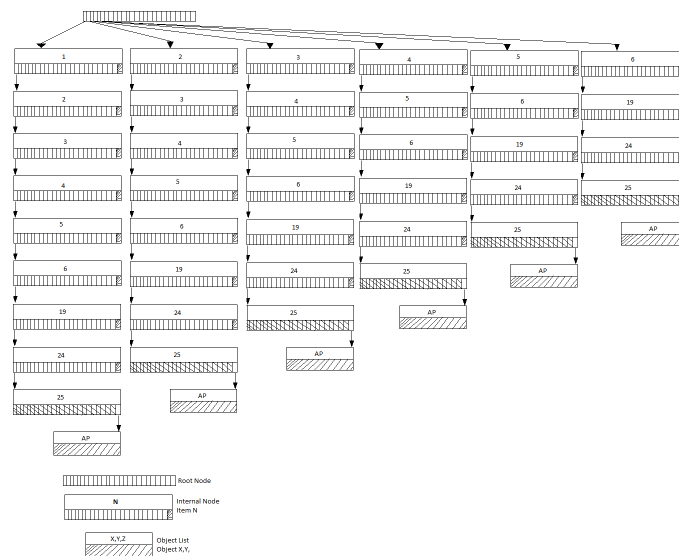 1 2 3 4 5 6
2 3 4 5 6 19
3 4 5 6 19 24
4 5 6 19 24 25
5 6 19 24 25 AP
6 19 24 25 AP
19 24 25 AP
24 25 AP
25 AP
AP
Root Node
N Internal Node
Item N
X,Y,Z Object List
Object X,Y,